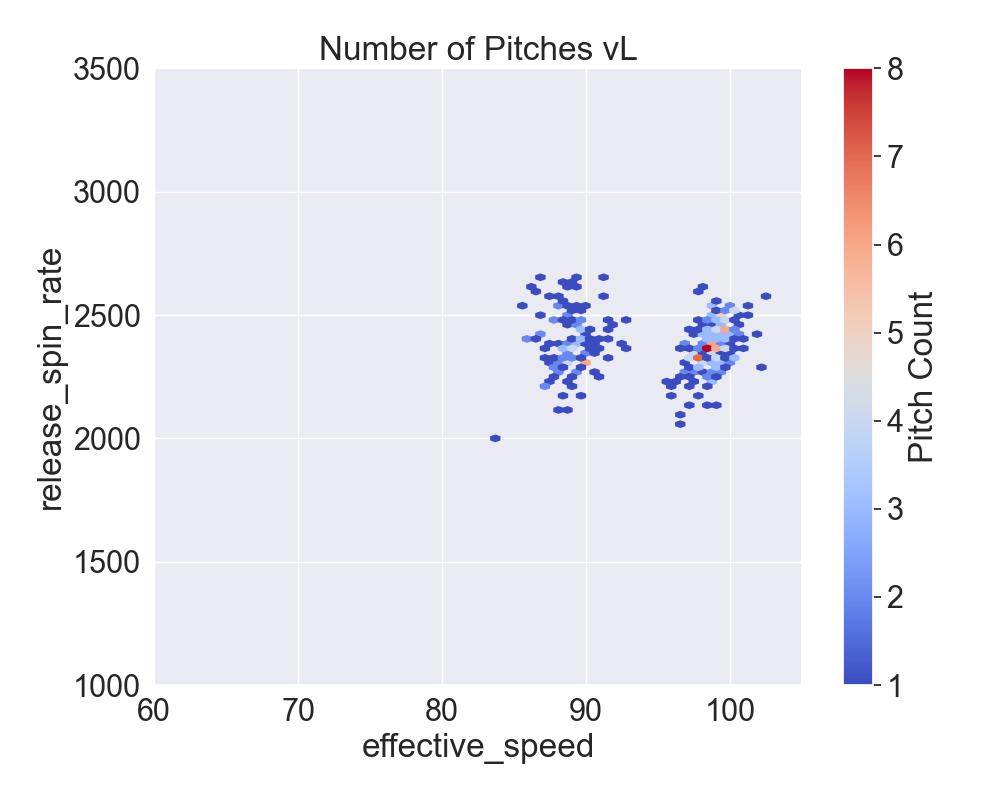 Number of Pitches vL
3500
3000
2500
2000
1500
1000
release_spin_rate
60 70 80 90 100
effective_speed
8
7
6
5
4
3
2
1
Pitch Count